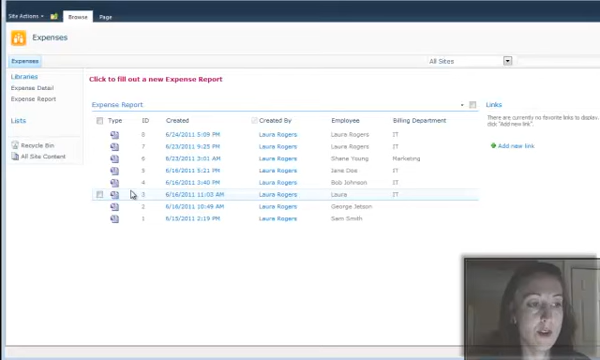 Site Actions
Browse
Page
Expenses
Expenses
All Sites
Libraries
Expense Detail
Expense Report
Lists
Recycle Bin
All Site Content
Click to fill out a new Expense Report
Expense Report
Type ID Created Created By Employee Billing Department
8 6/24/2011 5:09 PM Laura Rogers Laura Rogers IT
7 6/23/2011 9:25 PM Laura Rogers Laura Rogers IT
6/23/2011 3:01 AM Laura Rogers Shane Young Marketing
5 6/16/2011 5:21 PM Laura Rogers Jane Doe IT
4 6/16/2011 3:40 PM Laura Rogers Bob Johnson IT
3 6/16/2011 11:03 AM Laura Rogers Laura IT
2 6/16/2011 10:49 AM Laura Rogers George Jetson
1 6/15/2011 2:19 PM Laura Rogers Sam Smith
Links
There are currently no favorite links to display.
click "Add new link".
Add new link